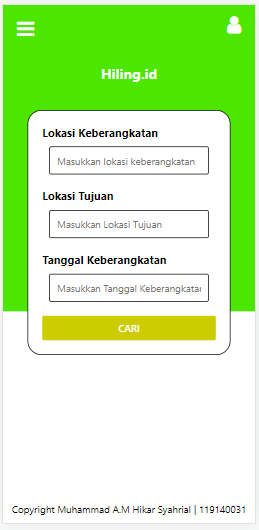 Hiling.id
Lokasi Keberangkatan
Masukkan lokasi keberangkatan
Lokasi Tujuan
Masukkan Lokasi Tujuan
Tanggal Keberangkatan
Masukkan Tanggal Keberangkatan
CARI
Copyright Muhammad A.M Hikar Syahrial | 119140031